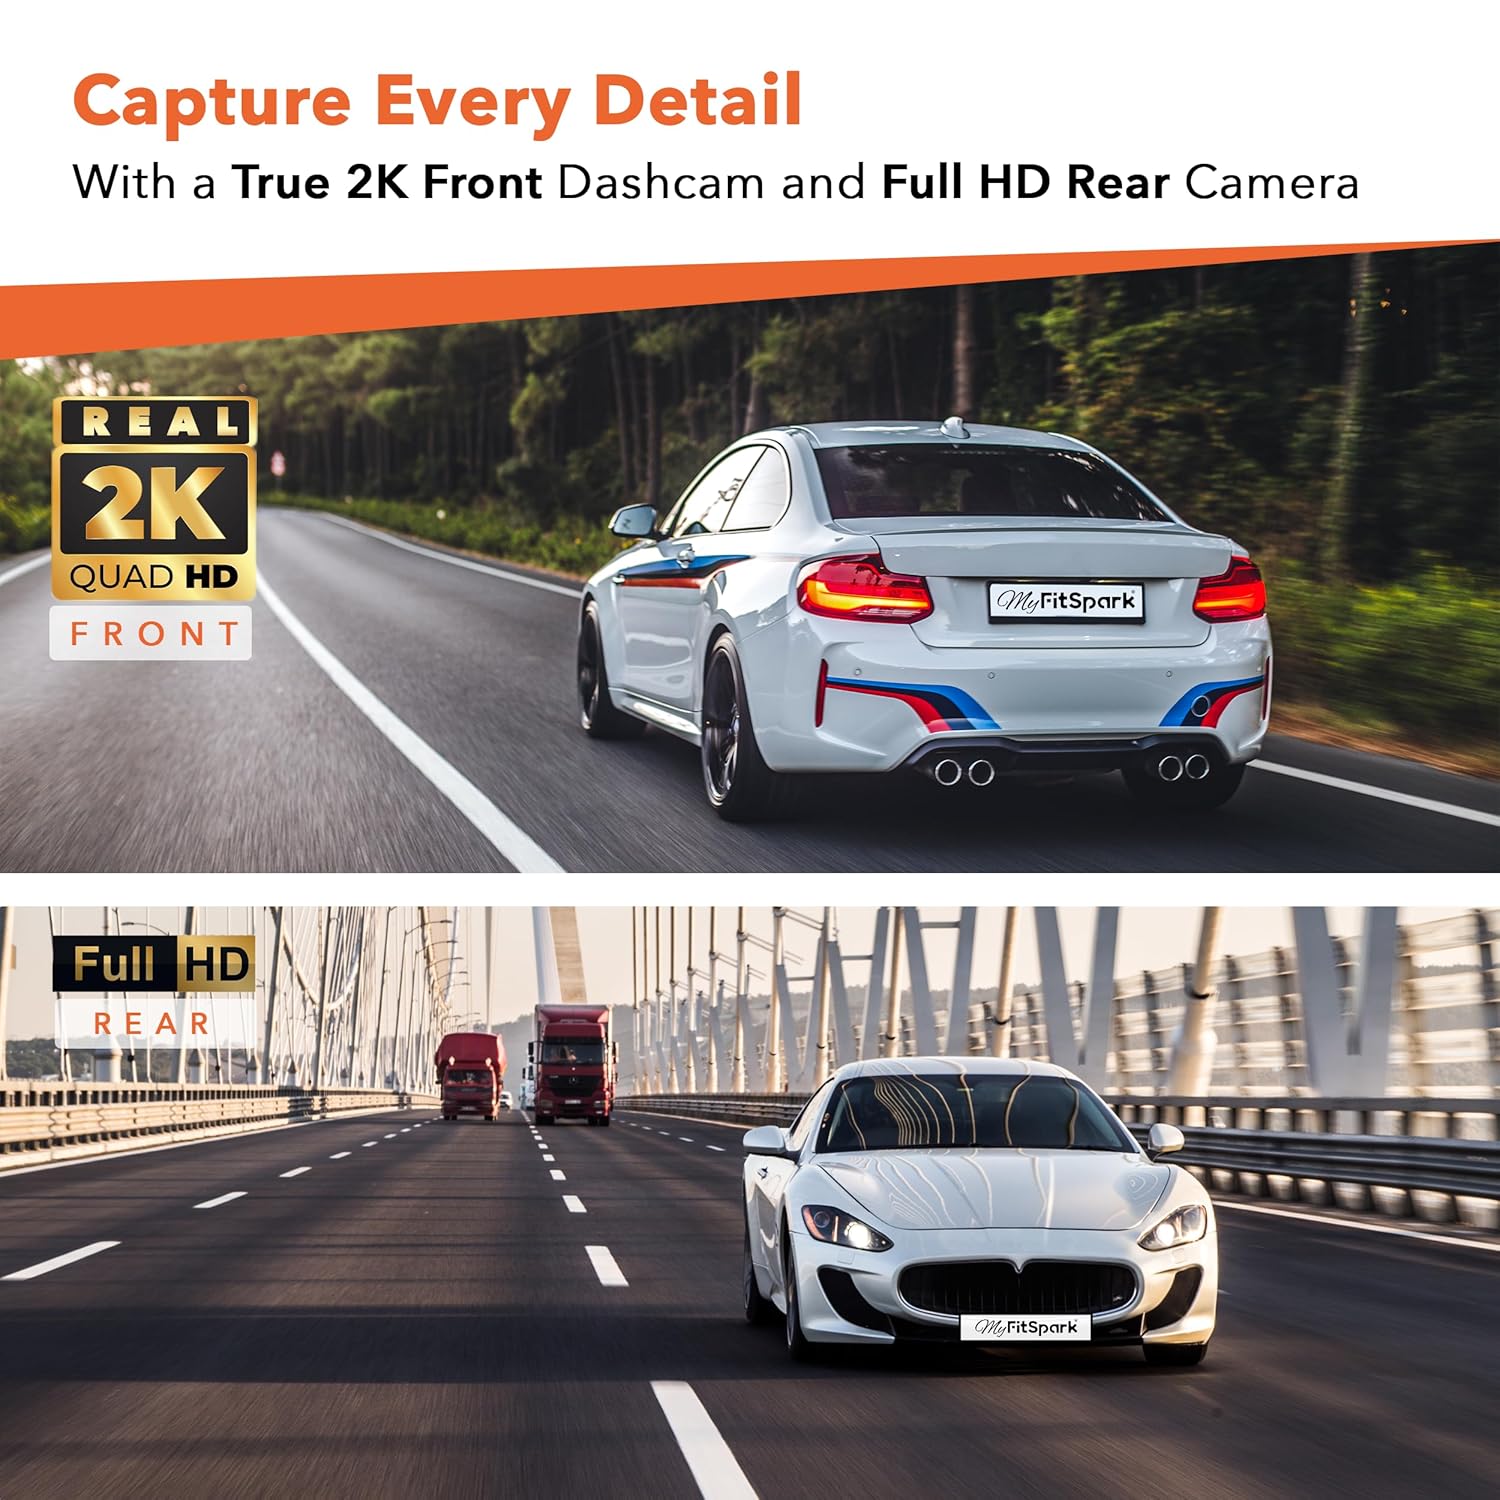 Capture Every Detail
With a True 2K Front Dashcam and Full HD Rear Camera
REAL
2K
QUAD HD
FRONT
MyFitSpark
Full HD
REAR
MyFitSpark